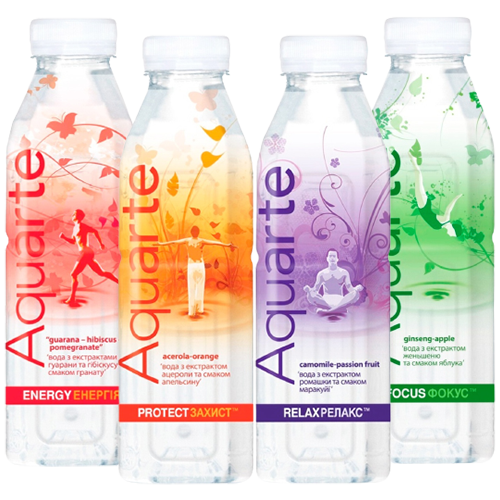 Aquarte
"guarana – hibiscus
pomegranate"
'вода з екстрактами
гуарани та гібіскусу
смаком гранату'
ENERGY ЕНЕРГІЯ
Aquarte
acerola-orange
'вода з екстрактом
ацероли та смаком
апельсину'
PROTECT ЗАХИСТ™
Aquarte
camomile-passion fruit
'вода з екстрактом
ромашки та смаком
маракуйї'
RELAX РЕЛАКС™
Aquarte
ginseng-apple
'вода з екстрактом
женьшеню
та смаком яблука'
FOCUS ФОКУС™